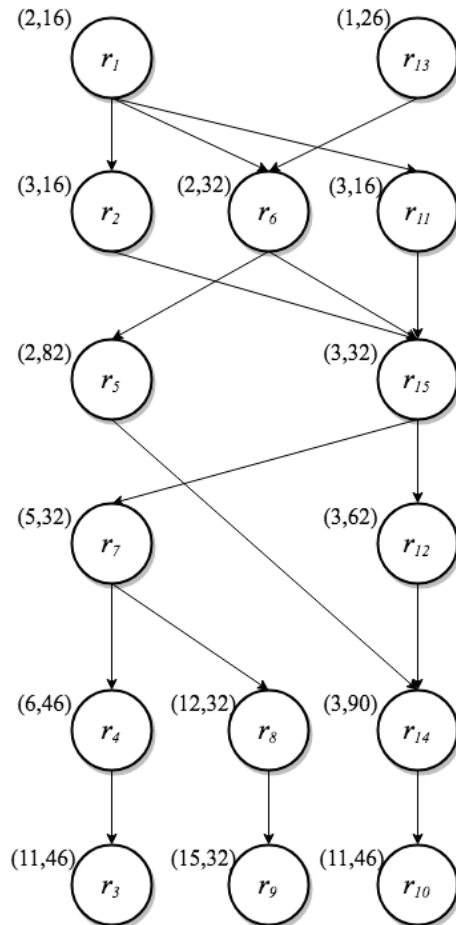 (2,16) (1,26)
r₁ r₁₃
(3,16) (2,32) (3,16)
r₂ r₆ r₁₁
(2,82) (3,32)
r₅ r₁₅
(5,32) (3,62)
r₇ r₁₂
(6,46) (12,32) (3,90)
r₄ r₈ r₁₄
(11,46) (15,32) (11,46)
r₃ r₉ r₁₀